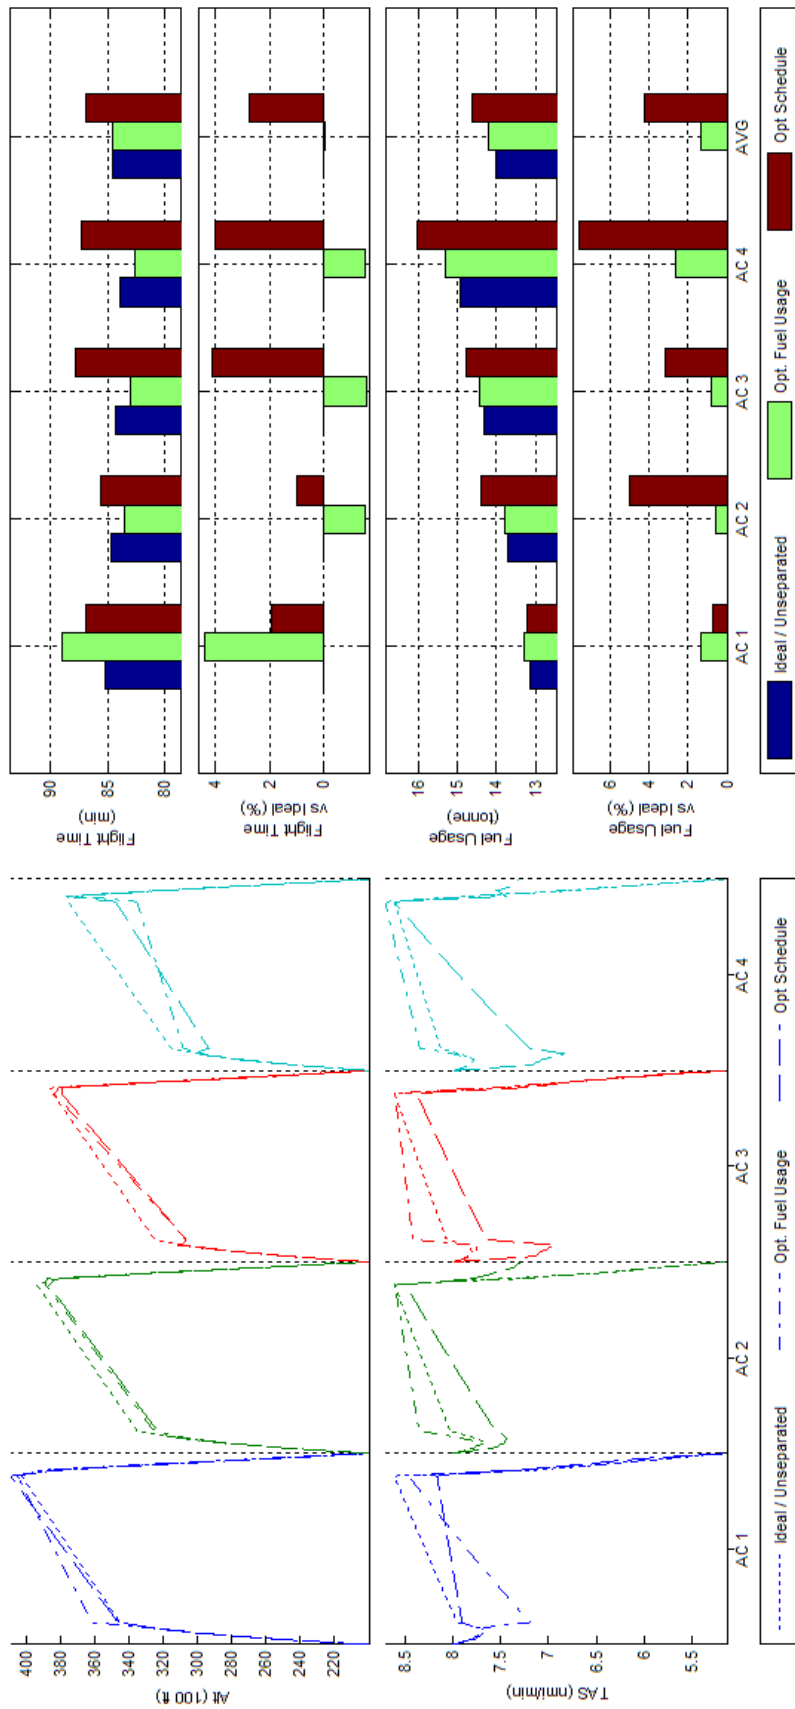 400
380
360
340
320
300
280
260
240
220
Alt (100 ft)
8.5
8
7.5
7
6.5
6
5.5
TAS (nmi/min)
AC 1
AC 2
AC 3
AC 4
Ideal / Unseparated
Opt. Fuel Usage
Opt Schedule
90
85
80
Flight Time
(min)
4
2
0
Flight Time
vs Ideal (%)
16
15
14
13
Fuel Usage
(tonne)
6
4
2
0
Fuel Usage
vs Ideal (%)
AC 1
AC 2
AC 3
AC 4
AVG
Ideal / Unseparated
Opt. Fuel Usage
Opt Schedule